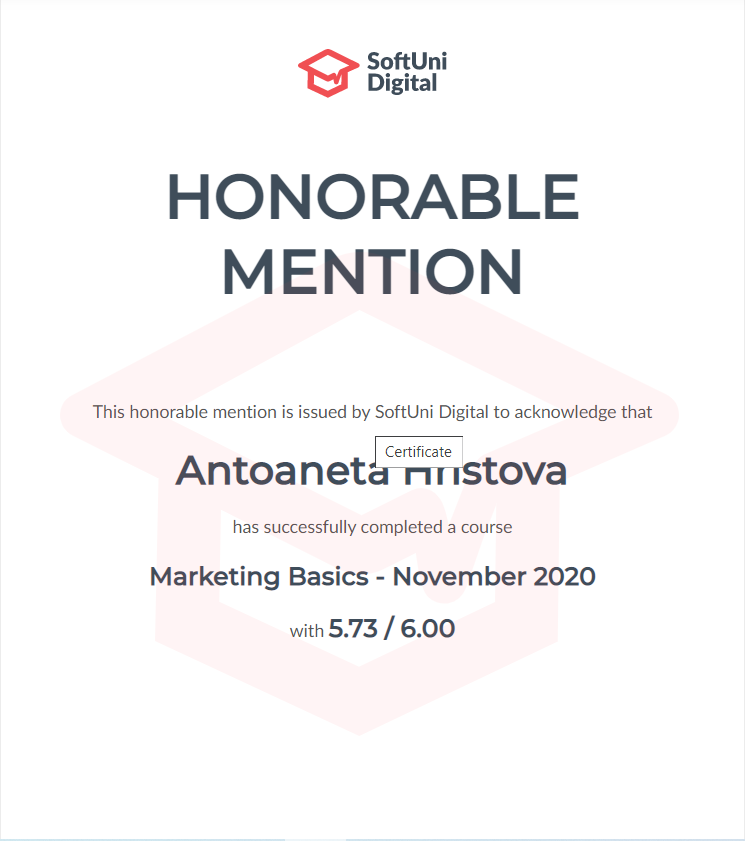 SoftUni
Digital
HONORABLE
MENTION
This honorable mention is issued by SoftUni Digital to acknowledge that
Certificate
Antoaneta Hristova
has successfully completed a course
Marketing Basics - November 2020
with 5.73 / 6.00